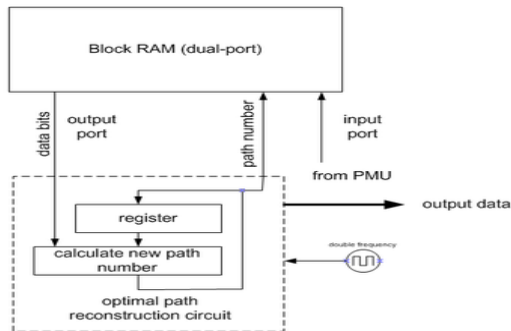 Block RAM (dual-port)
data bits
output
port
path number
input
port
from PMU
output data
register
double frequency
calculate new path
number
optimal path
reconstruction circuit